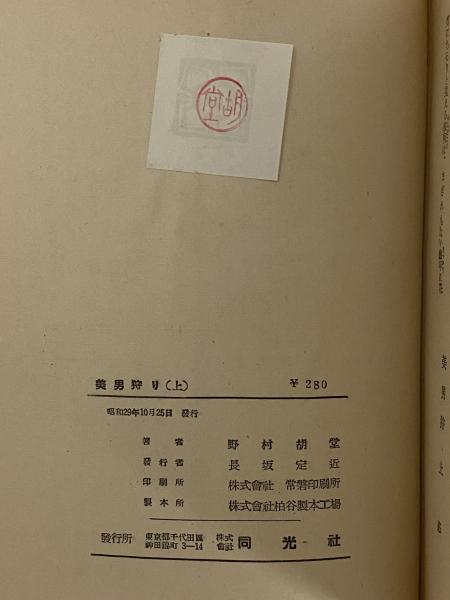 胡堂
美男狩り(上) ¥280
昭和29年10月25日 發行
著者 野村胡堂
發行者 長坂定近
印刷所 株式會社 常磐印刷所
製本所 株式會社柏谷製本工場
發行所 東京都千代田區 株式 同光社
神田錦町3—14 會社